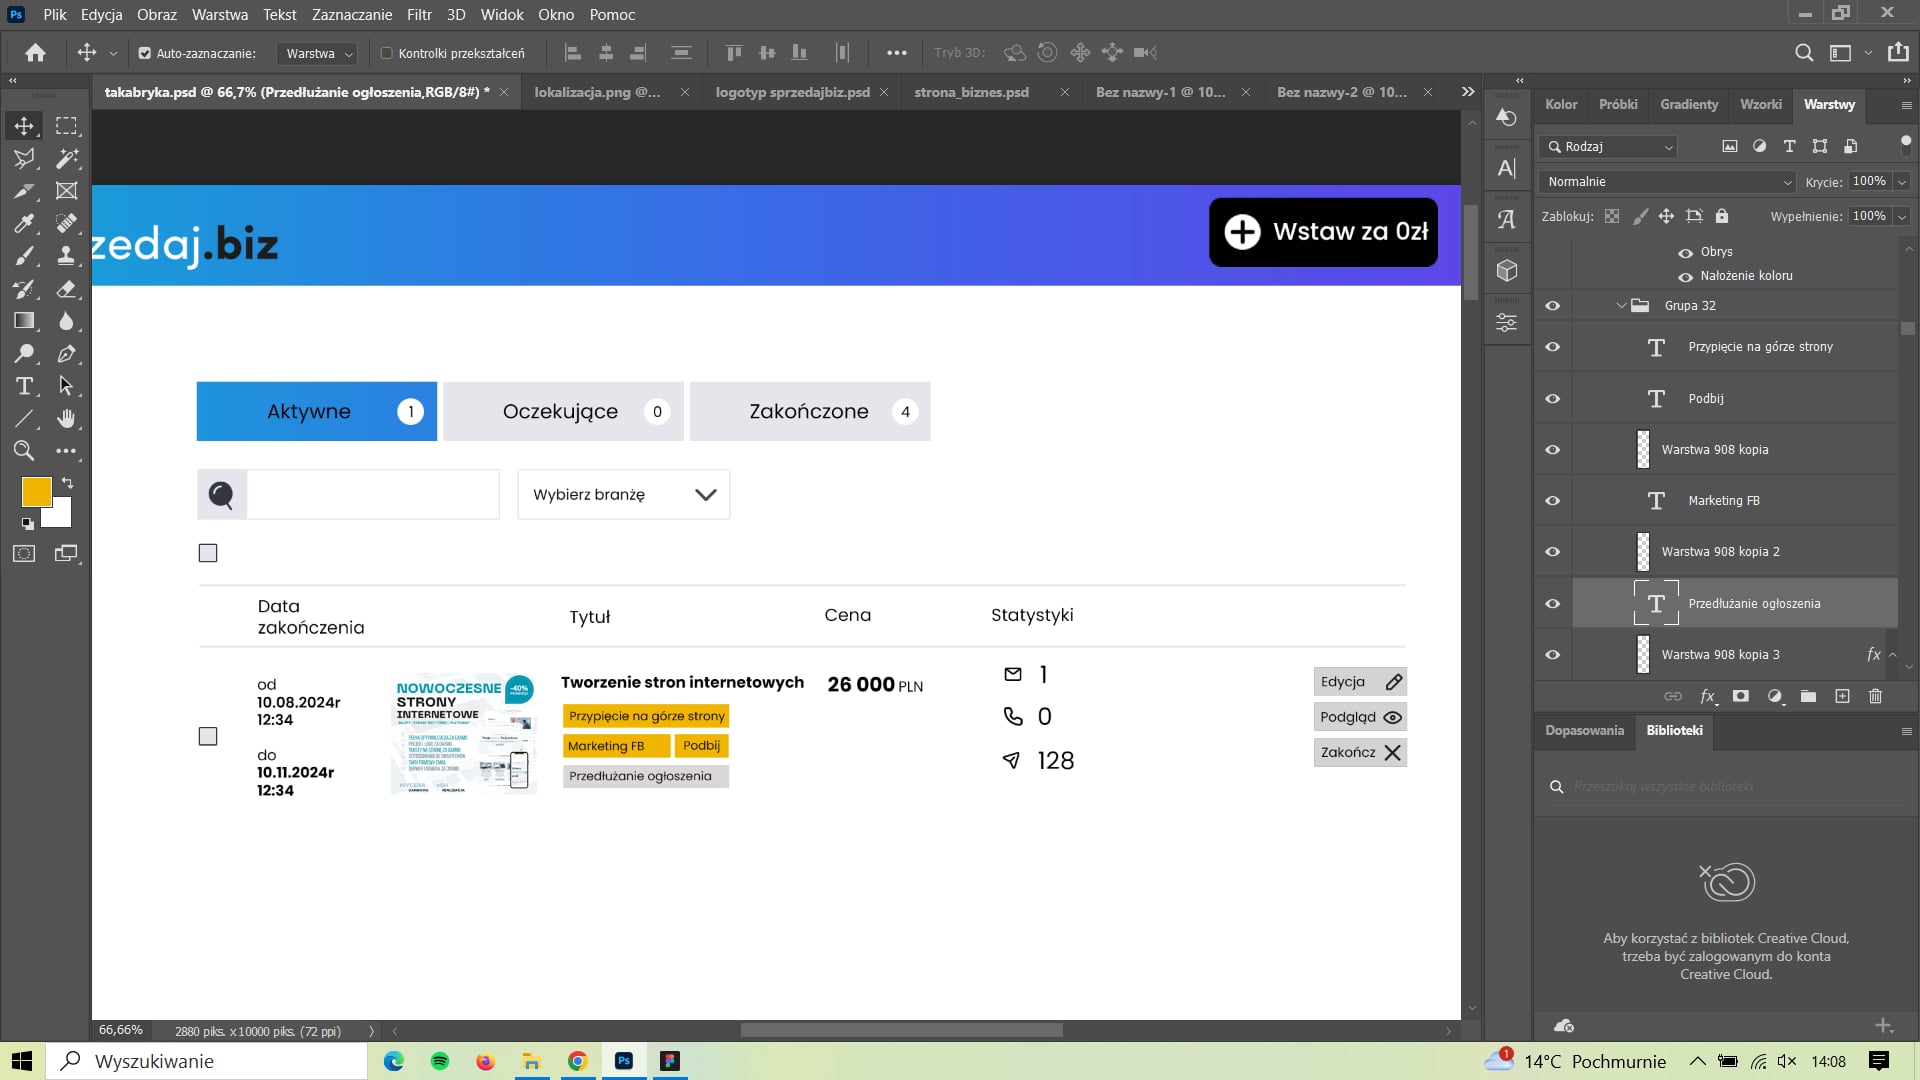 Ps Plik Edycja Obraz Warstwa Tekst Zaznaczanie Filtr 3D Widok Okno Pomoc
Auto-zaznaczanie: Warstwa Kontrolki przekształceń Tryb 3D:
takabryka.psd @ 66,7% (Przedłużanie ogłoszenia,RGB/8#) * lokalizacja.png @... logotyp sprzedajbiz.psd strona_biznes.psd Bez nazwy-1 @ 10... Bez nazwy-2 @ 10...
zedaj.biz
Wstaw za 0zł
Aktywne 1
Oczekujące 0
Zakończone 4
Wybierz branżę
Data
zakończenia
Tytuł
Cena
Statystyki
od
10.08.2024r
12:34
do
10.11.2024r
12:34
NOWOCZESNE
STRONY
INTERNETOWE
-40%
Tworzenie stron internetowych
Przypięcie na górze strony
Marketing FB Podbij
Przedłużanie ogłoszenia
26 000 PLN
1
0
128
Edycja
Podgląd
Zakończ
66,66% 2880 piks. x 10000 piks. (72 ppi)
Kolor Próbki Gradienty Wzorki Warstwy
Rodzaj
Normalnie Krycie: 100%
Zablokuj: Wypełnienie: 100%
Obrys
Nałożenie koloru
Grupa 32
Przypięcie na górze strony
Podbij
Warstwa 908 kopia
Marketing FB
Warstwa 908 kopia 2
Przedłużanie ogłoszenia
Warstwa 908 kopia 3 fx
fx
Dopasowania Biblioteki
Przeszukaj wszystkie biblioteki
Aby korzystać z bibliotek Creative Cloud,
trzeba być zalogowanym do konta
Creative Cloud.
Wyszukiwanie
Ps
1
14°C Pochmurnie
14:08